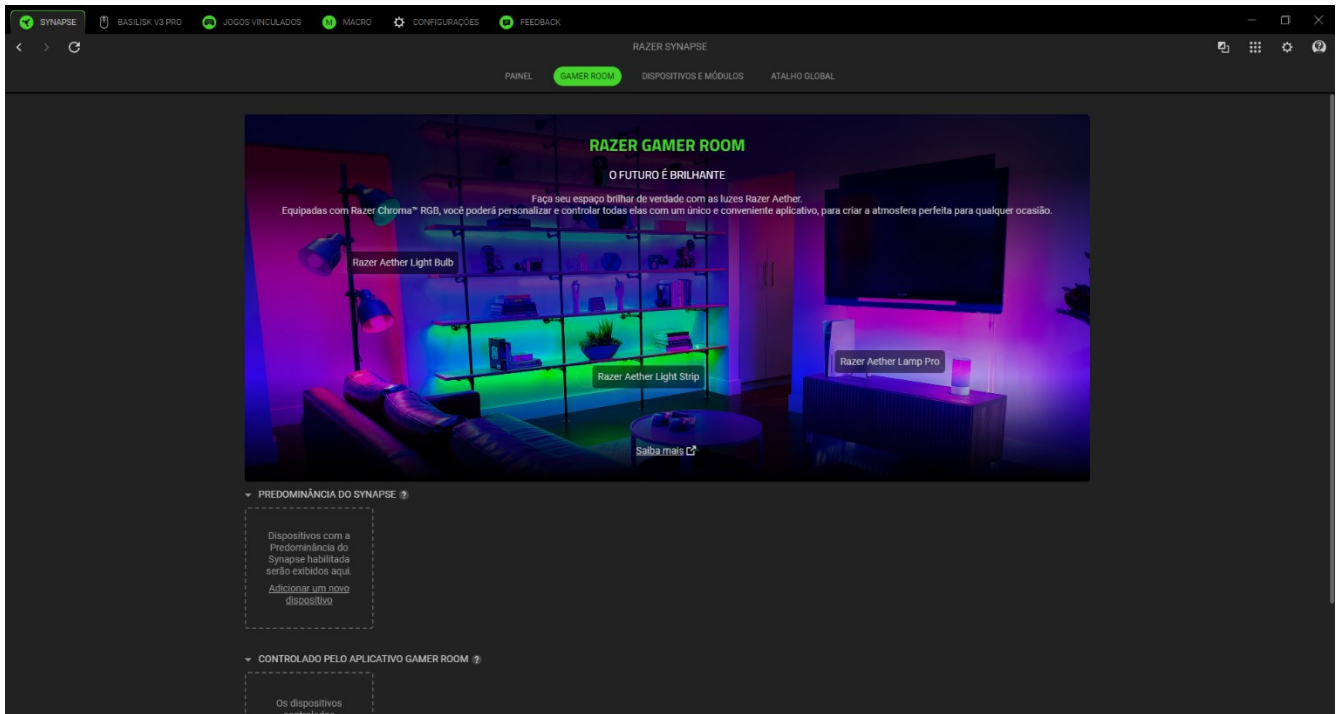 SYNAPSE
BASILISK V3 PRO
JOGOS VINCULADOS
M MACRO
CONFIGURAÇÕES
FEEDBACK
RAZER SYNAPSE
PAINEL
GAMER ROOM
DISPOSITIVOS E MÓDULOS
ATALHO GLOBAL
RAZER GAMER ROOM
O FUTURO É BRILHANTE
Faça seu espaço brilhar de verdade com as luzes Razer Aether.
Equipadas com Razer Chroma™ RGB, você poderá personalizar e controlar todas elas com um único e conveniente aplicativo, para criar a atmosfera perfeita para qualquer ocasião.
Razer Aether Light Bulb
Razer Aether Lamp Pro
Razer Aether Light Strip
Saiba mais
PREDOMINÂNCIA DO SYNAPSE ?
Dispositivos com a
Predominância do
Synapse habilitada
serão exibidos aqui.
Adicionar um novo
dispositivo
CONTROLADO PELO APLICATIVO GAMER ROOM ?
Os dispositivos